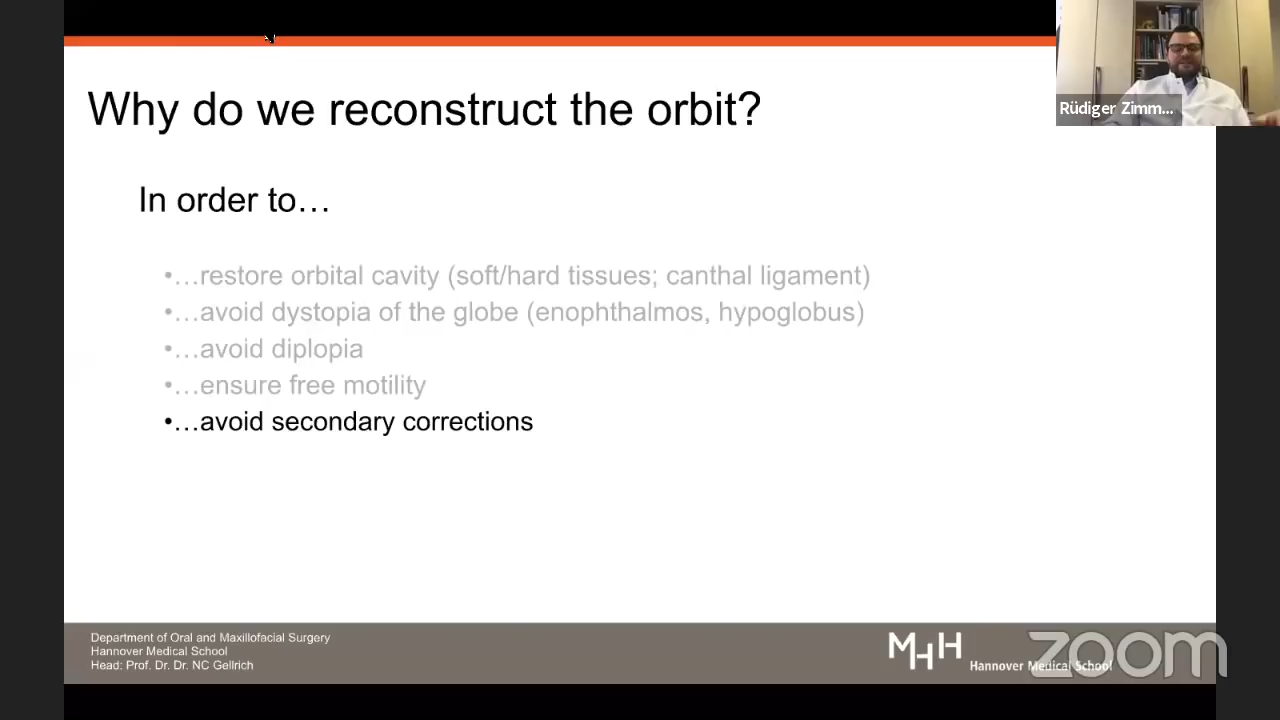 Why do we reconstruct the orbit?
Rüdiger Zimm...
In order to…
•…restore orbital cavity (soft/hard tissues; canthal ligament)
•…avoid dystopia of the globe (enophthalmos, hypoglobus)
•…avoid diplopia
•…ensure free motility
•…avoid secondary corrections
Department of Oral and Maxillofacial Surgery
Hannover Medical School
Head: Prof. Dr. Dr. NC Gellrich
MHH
Hannover Medical School
zoom